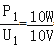 P₁ = 10W
U₁ 10V